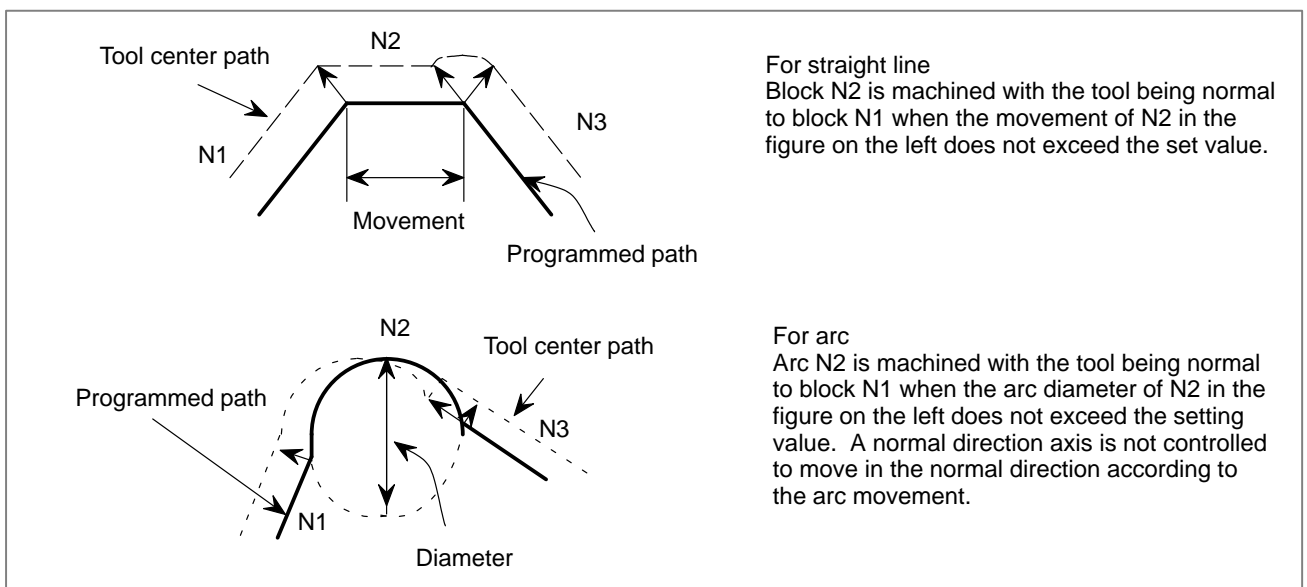 N2
Tool center path
N1
N3
Movement
Programmed path
For straight line
Block N2 is machined with the tool being normal
to block N1 when the movement of N2 in the
figure on the left does not exceed the set value.
N2
Tool center path
Programmed path
N3
N1
Diameter
For arc
Arc N2 is machined with the tool being normal
to block N1 when the arc diameter of N2 in the
figure on the left does not exceed the setting
value. A normal direction axis is not controlled
to move in the normal direction according to
the arc movement.